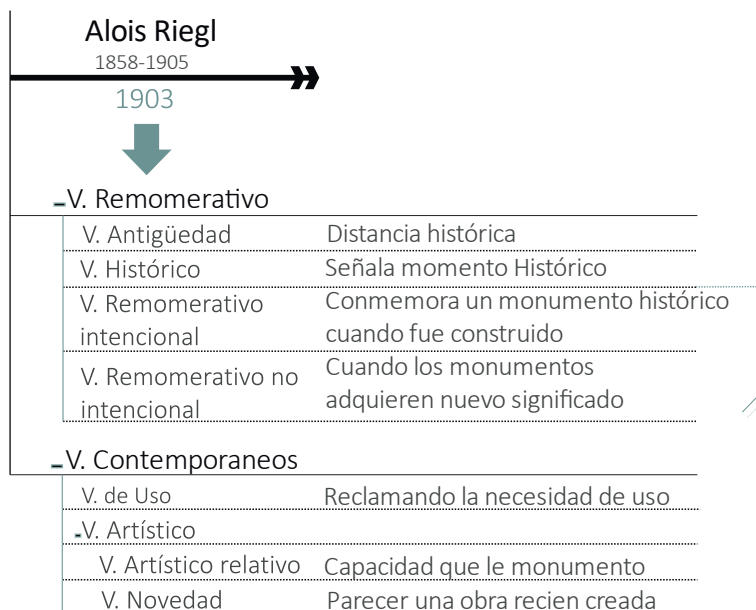 Alois Riegl
1858-1905
1903
V. Remomerativo
V. Antigüedad Distancia histórica
V. Histórico Señala momento Histórico
V. Remomerativo intencional Conmemora un monumento histórico cuando fue construido
V. Remomerativo no intencional Cuando los monumentos adquieren nuevo significado
V. Contemporaneos
V. de Uso Reclamando la necesidad de uso
V. Artístico
V. Artístico relativo Capacidad que le monumento
V. Novedad Parecer una obra recien creada